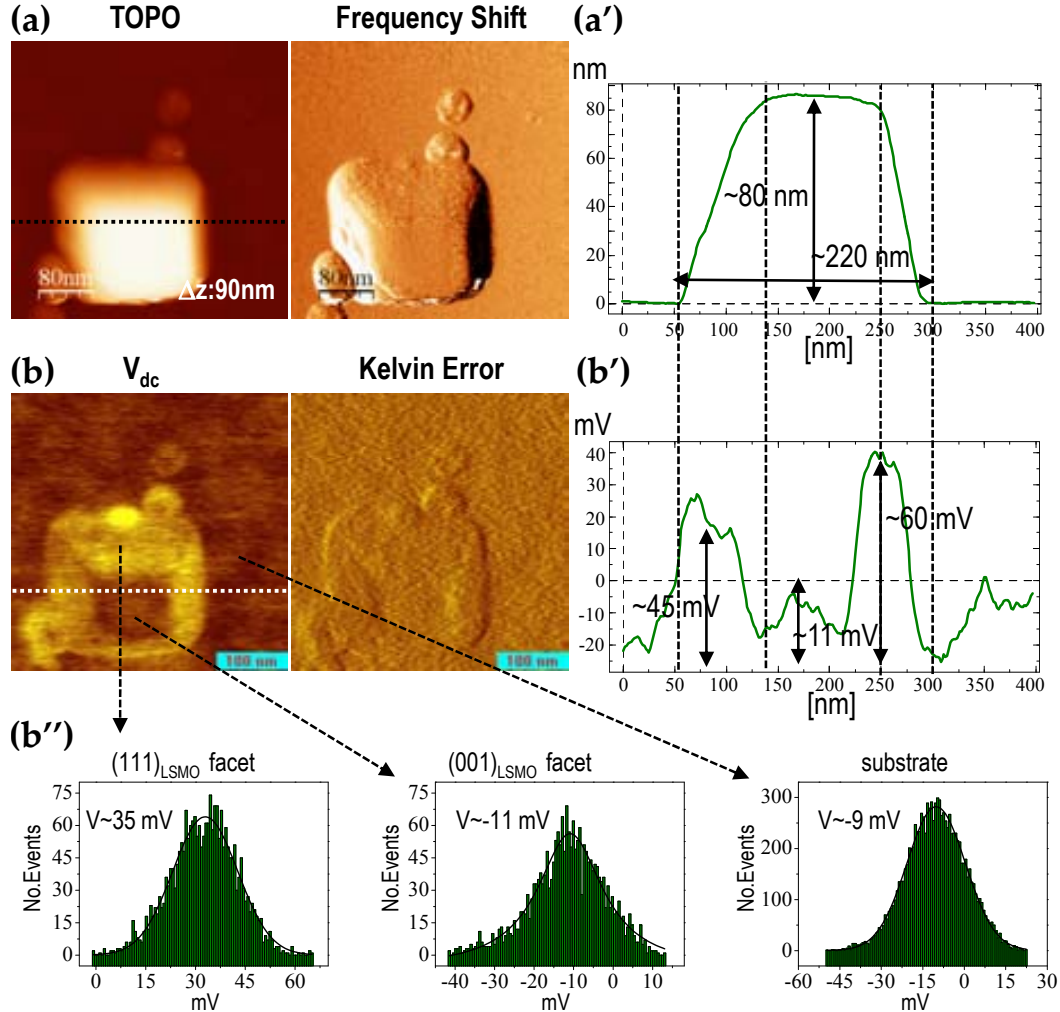 (a) TOPO Frequency Shift
80nm Δz:90nm 80nm
(a')
nm
80
60
40
20
0
~80 nm
~220 nm
0 50 100 150 200 250 300 350 400
[nm]
(b) V_dc Kelvin Error
100 nm 100 nm
(b')
mV
40
30
20
10
0
-10
-20
~45 mV
~11 mV
~60 mV
0 50 100 150 200 250 300 350 400
[nm]
(b'')
(111)LSMO facet
V~35 mV
No.Events
75
60
45
30
15
0
0 15 30 45 60
mV
(001)LSMO facet
V~-11 mV
No.Events
75
60
45
30
15
0
-40 -30 -20 -10 0 10
mV
substrate
V~-9 mV
No.Events
300
200
100
0
-60 -45 -30 -15 0 15 30
mV